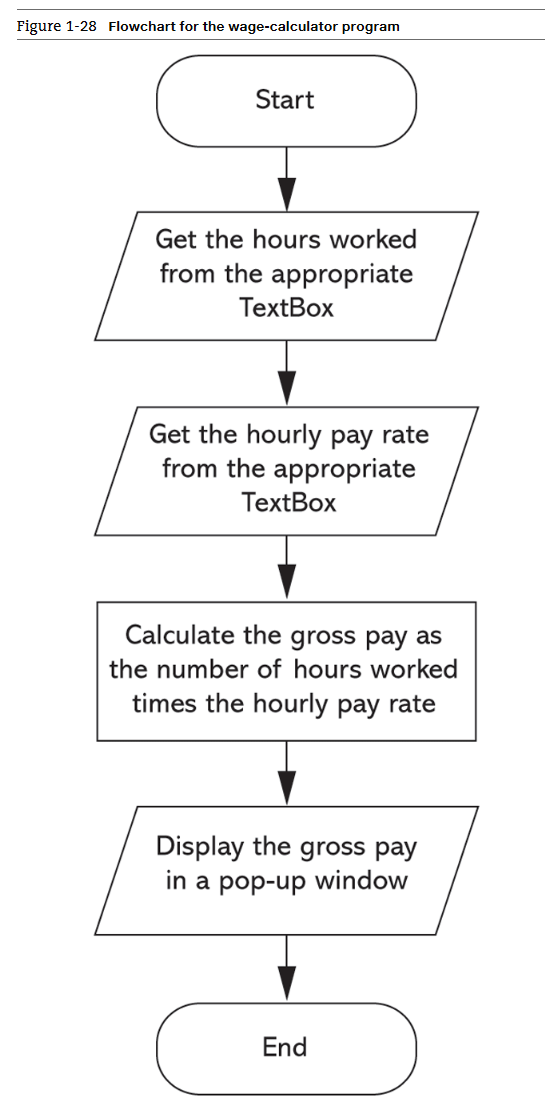 Figure 1-28 Flowchart for the wage-calculator program
Start
Get the hours worked
from the appropriate
TextBox
Get the hourly pay rate
from the appropriate
TextBox
Calculate the gross pay as
the number of hours worked
times the hourly pay rate
Display the gross pay
in a pop-up window
End